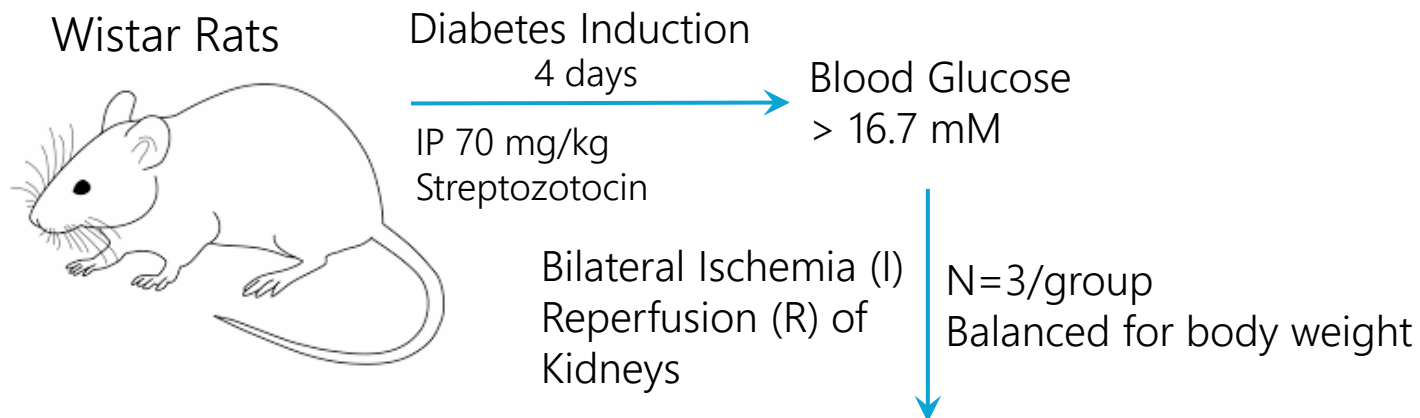 Wistar Rats
Diabetes Induction
4 days
IP 70 mg/kg
Streptozotocin
Blood Glucose
> 16.7 mM
Bilateral Ischemia (I)
Reperfusion (R) of
Kidneys
N=3/group
Balanced for body weight